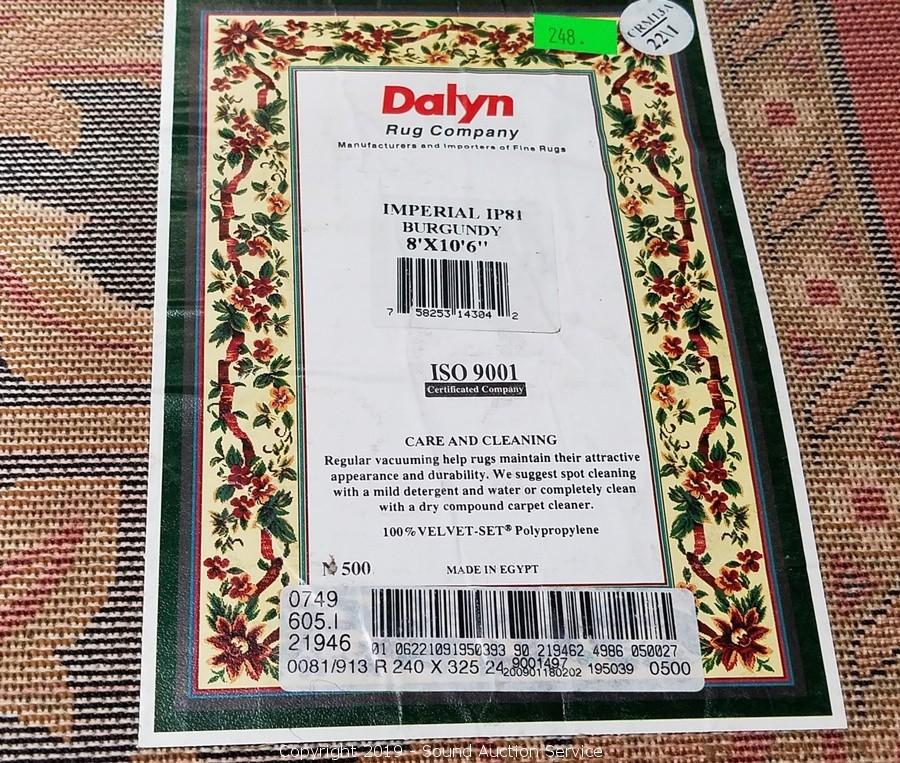 248.
CRM13A
22\1
Dalyn
Rug Company
Manufacturers and Importers of Fine Rugs
IMPERIAL IP81
BURGUNDY
8'X10'6''
7 58253 14304 2
ISO 9001
Certificated Company
CARE AND CLEANING
Regular vacuuming help rugs maintain their attractive
appearance and durability. We suggest spot cleaning
with a mild detergent and water or completely clean
with a dry compound carpet cleaner.
100%VELVET-SET® Polypropylene
N 500 MADE IN EGYPT
0749
605.I
21946 01 06221091950393 90 219462 4986 050027
0081/913 R 240 X 325 24 9001497 200901180202 195039 0500
Copyright 2019 - Sound Auction Service